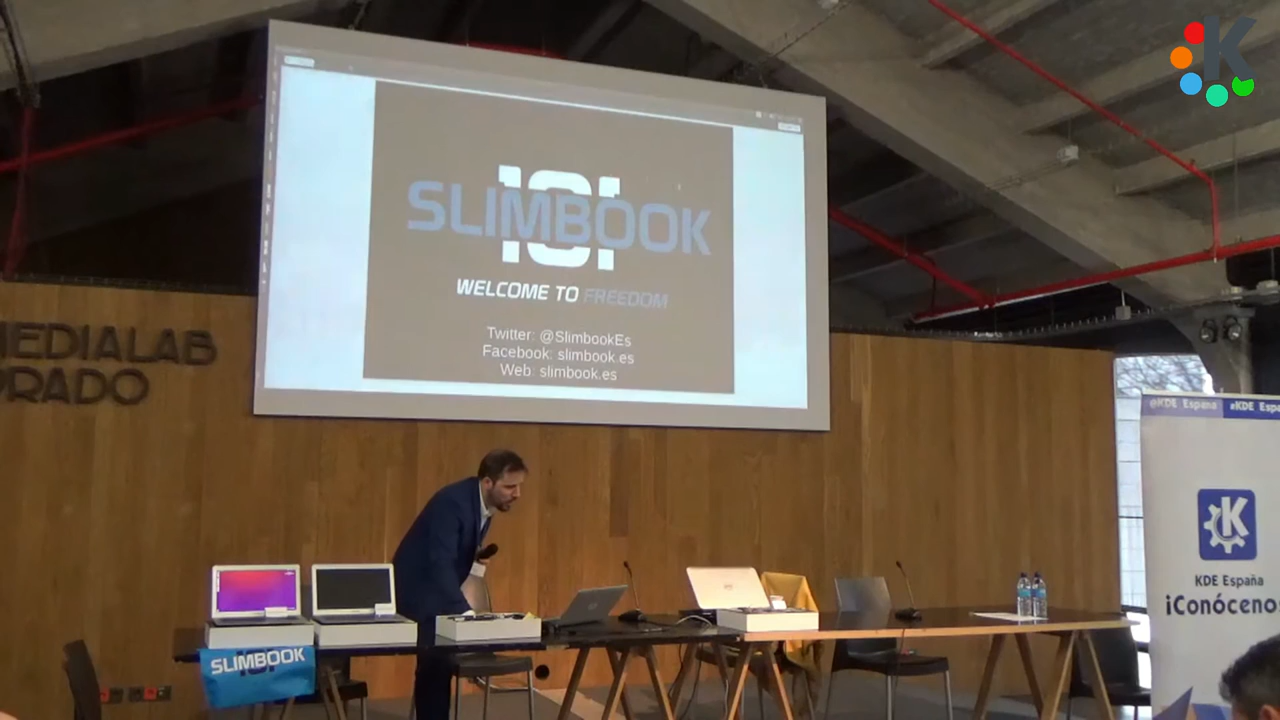 SLIMBOOK
WELCOME TO FREEDOM
Twitter: @SlimbookEs
Facebook: slimbook.es
Web: slimbook.es
MEDIALAB
PRADO
SLIMBOOK
@KDE España
#KDE Espa
K
KDE España
¡Conóceno